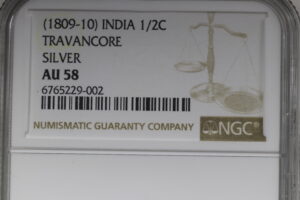 (1809-10) INDIA 1/2C
TRAVANCORE
SILVER
AU 58
6765229-002
NUMISMATIC GUARANTY COMPANY NGC®